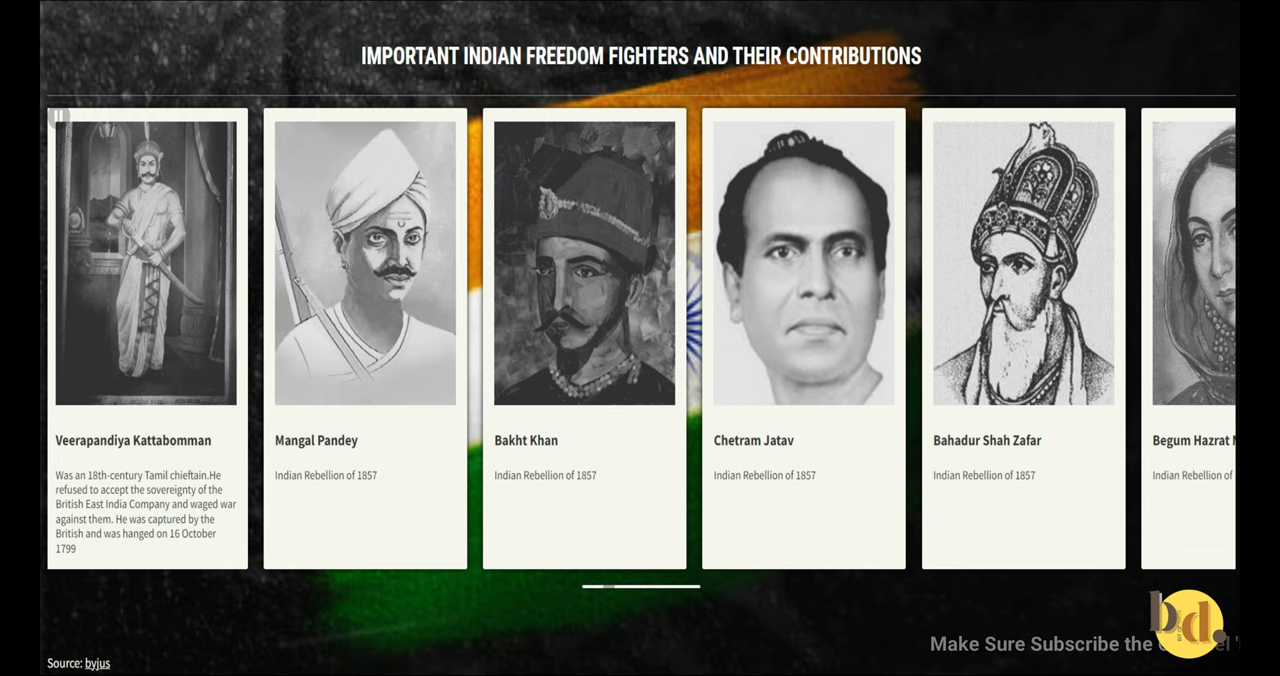 IMPORTANT INDIAN FREEDOM FIGHTERS AND THEIR CONTRIBUTIONS
Veerapandiya Kattabomman
Was an 18th-century Tamil chieftain.He
refused to accept the sovereignty of the
British East India Company and waged war
against them. He was captured by the
British and was hanged on 16 October
1799
Mangal Pandey
Indian Rebellion of 1857
Bakht Khan
Indian Rebellion of 1857
Chetram Jatav
Indian Rebellion of 1857
Bahadur Shah Zafar
Indian Rebellion of 1857
Begum Hazrat
Indian Rebellion of
bd.
Make Sure Subscribe the
Source: byjus